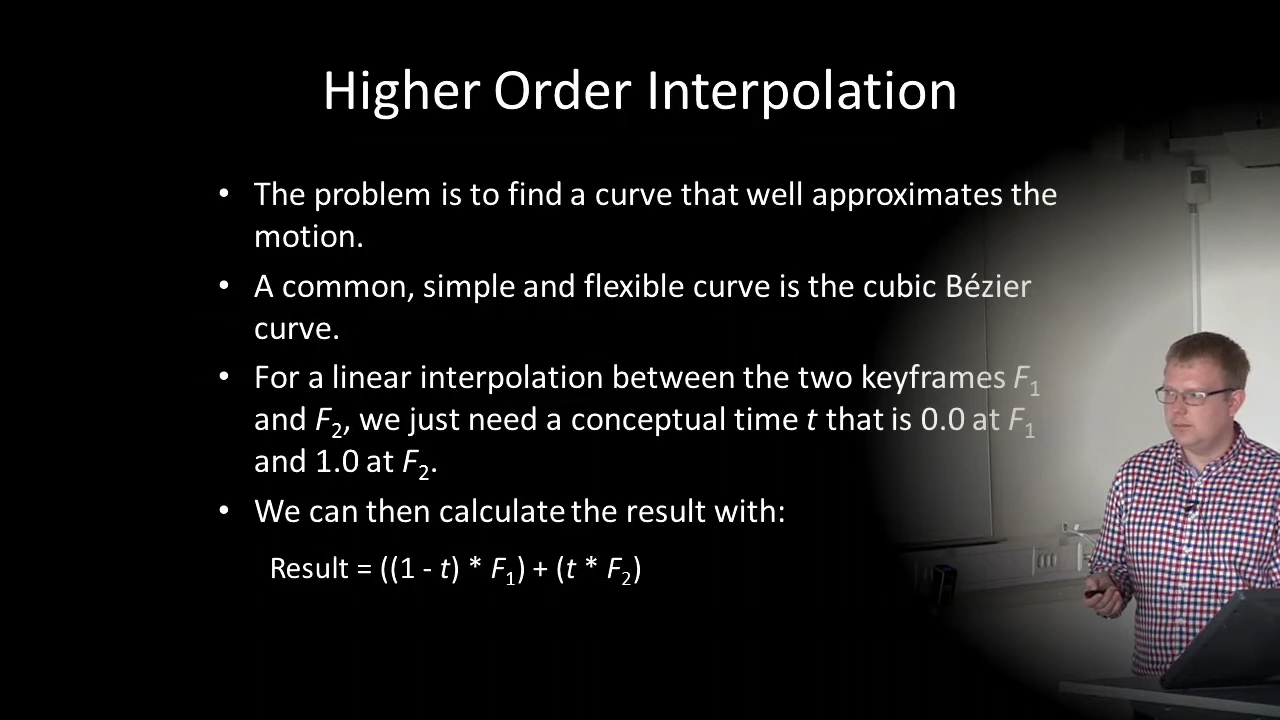 Higher Order Interpolation
• The problem is to find a curve that well approximates the
motion.
• A common, simple and flexible curve is the cubic Bézier
curve.
• For a linear interpolation between the two keyframes F₁
and F₂, we just need a conceptual time t that is 0.0 at F₁
and 1.0 at F₂.
• We can then calculate the result with:
Result = ((1 - t) * F₁) + (t * F₂)